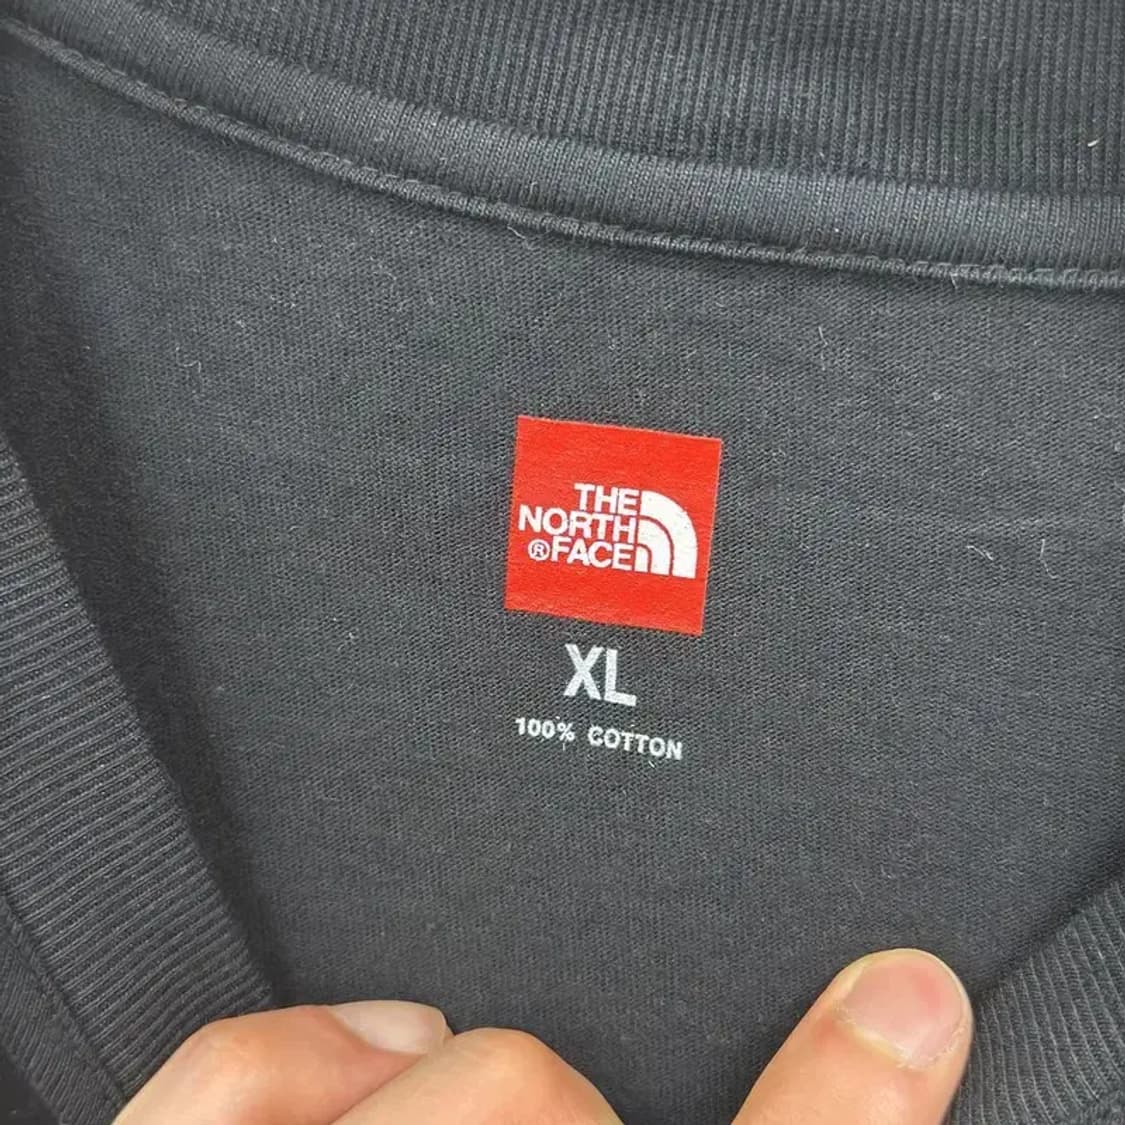 THE
NORTH
®FACE
XL
100% COTTON